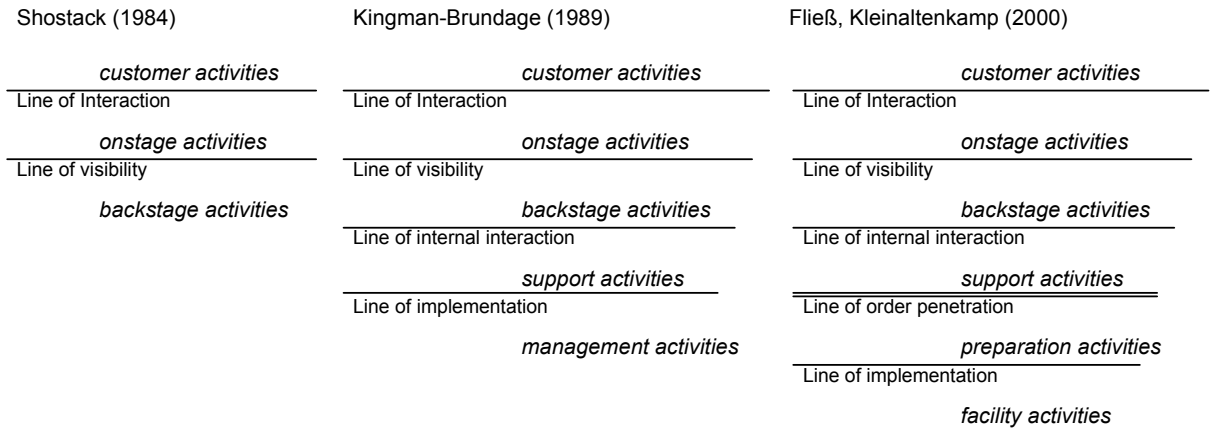 Shostack (1984)
customer activities
Line of Interaction
onstage activities
Line of visibility
backstage activities
Kingman-Brundage (1989)
customer activities
Line of Interaction
onstage activities
Line of visibility
backstage activities
Line of internal interaction
support activities
Line of implementation
management activities
Fließ, Kleinaltenkamp (2000)
customer activities
Line of Interaction
onstage activities
Line of visibility
backstage activities
Line of internal interaction
support activities
Line of order penetration
preparation activities
Line of implementation
facility activities